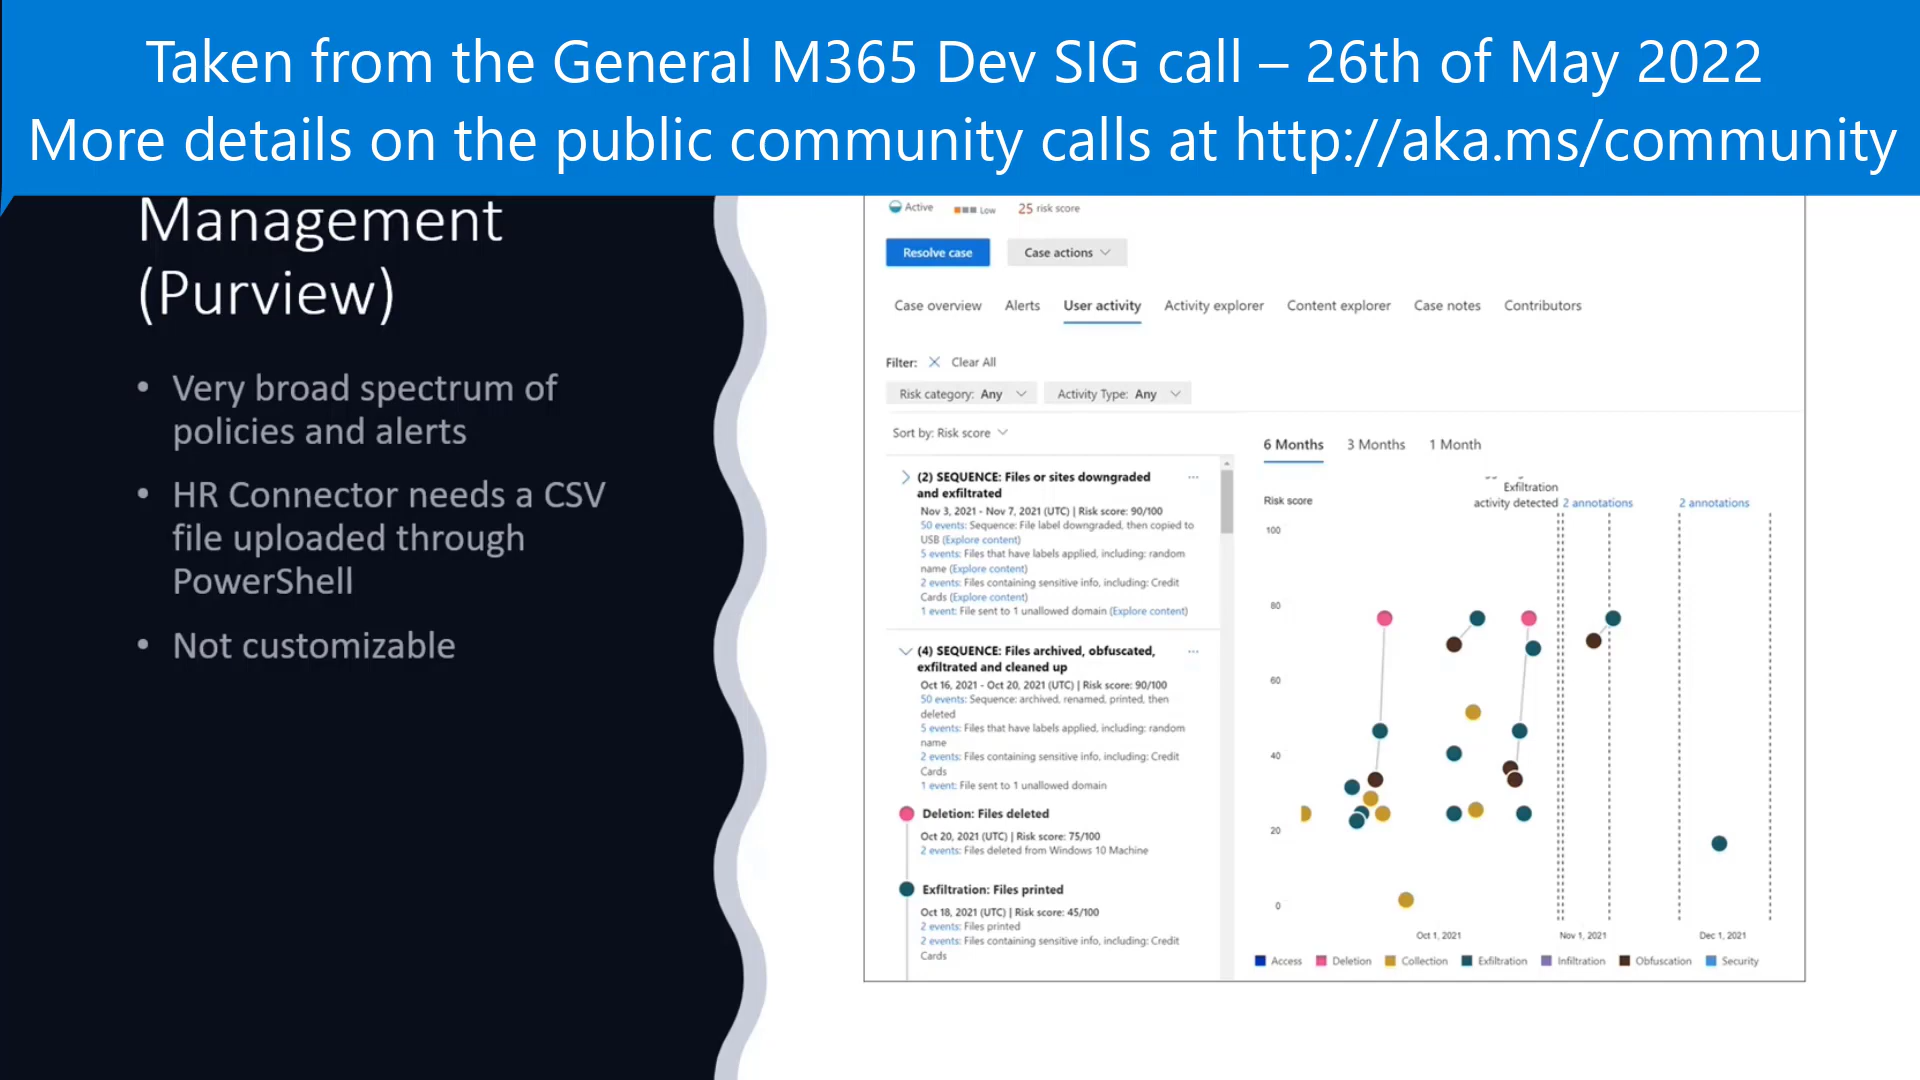 Taken from the General M365 Dev SIG call – 26th of May 2022
More details on the public community calls at http://aka.ms/community
Management
(Purview)
• Very broad spectrum of
policies and alerts
• HR Connector needs a CSV
file uploaded through
PowerShell
• Not customizable
Active Low 25 risk score
Resolve case Case actions
Case overview Alerts User activity Activity explorer Content explorer Case notes Contributors
Filter: Clear All
Risk category: Any Activity Type: Any
Sort by: Risk score
(2) SEQUENCE: Files or sites downgraded
and exfiltrated
Nov 3, 2021 - Nov 7, 2021 (UTC) | Risk score: 90/100
50 events: Sequence: File label downgraded, then copied to
USB (Explore content)
5 events: Files that have labels applied, including: random
name (Explore content)
2 events: Files containing sensitive info, including: Credit
Cards (Explore content)
1 event: File sent to 1 unallowed domain (Explore content)
(4) SEQUENCE: Files archived, obfuscated,
exfiltrated and cleaned up
Oct 16, 2021 - Oct 20, 2021 (UTC) | Risk score: 90/100
50 events: Sequence: archived, renamed, printed, then
deleted
5 events: Files that have labels applied, including: random
name
2 events: Files containing sensitive info, including: Credit
Cards
1 event: File sent to 1 unallowed domain
Deletion: Files deleted
Oct 20, 2021 (UTC) | Risk score: 75/100
2 events: Files deleted from Windows 10 Machine
Exfiltration: Files printed
Oct 18, 2021 (UTC) | Risk score: 45/100
2 events: Files printed
2 events: Files containing sensitive info, including: Credit
Cards
6 Months 3 Months 1 Month
Risk score
Exfiltration
activity detected 2 annotations 2 annotations
100
80
60
40
20
0
Oct 1, 2021 Nov 1, 2021 Dec 1, 2021
Access Deletion Collection Exfiltration Infiltration Obfuscation Security